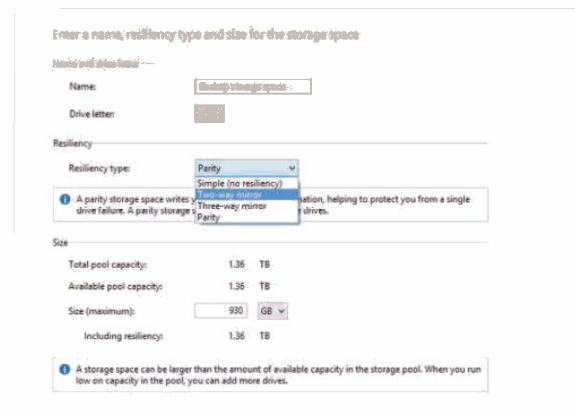 Enter a name, resiliency type and size for the storage space
Name:
Drive letter:
Resiliency
Resiliency type:
Parity
Simple (no resiliency)
Two-way mirror
Three-way mirror
Parity
A parity storage space writes y ation, helping to protect you from a single
drive failure. A parity storage s drives.
Size
Total pool capacity: 1.36 TB
Available pool capacity: 1.36 TB
Size (maximum): 930 GB
Including resiliency: 1.36 TB
A storage space can be larger than the amount of available capacity in the storage pool. When you run
low on capacity in the pool, you can add more drives.